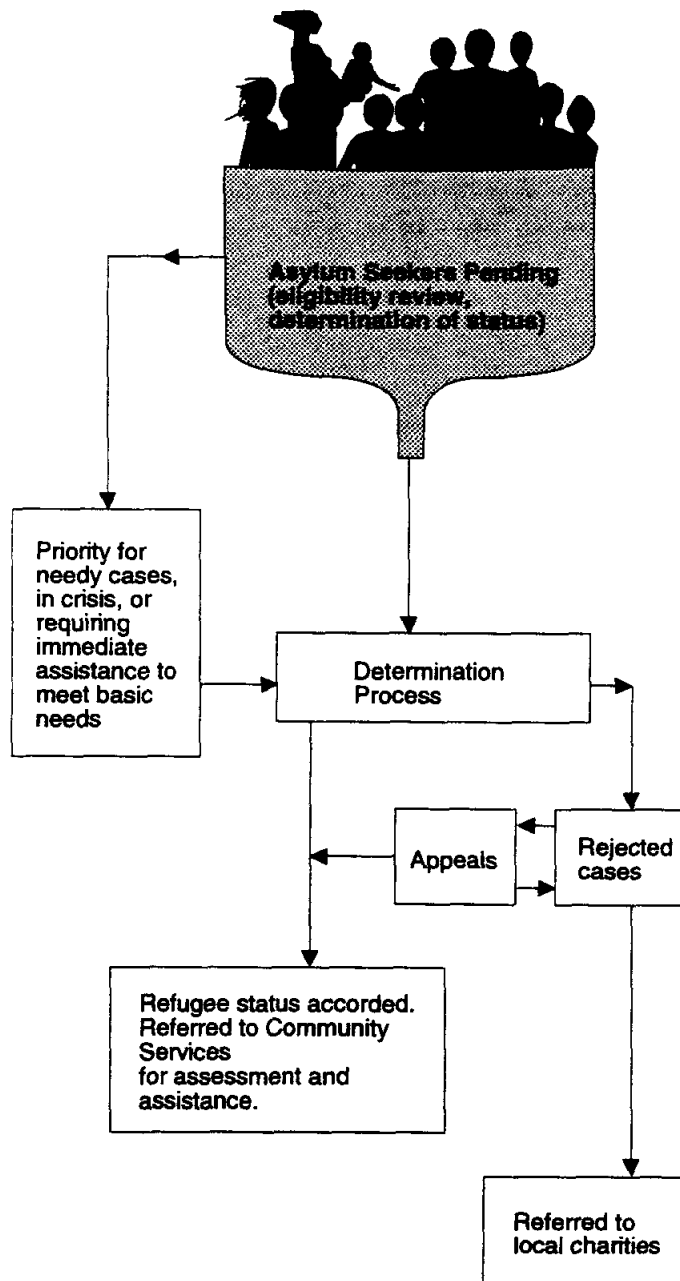 Asylum Seekers Pending
(eligibility review,
determination of status)
Priority for
needy cases,
in crisis, or
requiring
immediate
assistance to
meet basic
needs
Determination
Process
Appeals
Rejected
cases
Refugee status accorded.
Referred to Community
Services
for assessment and
assistance.
Referred to
local charities